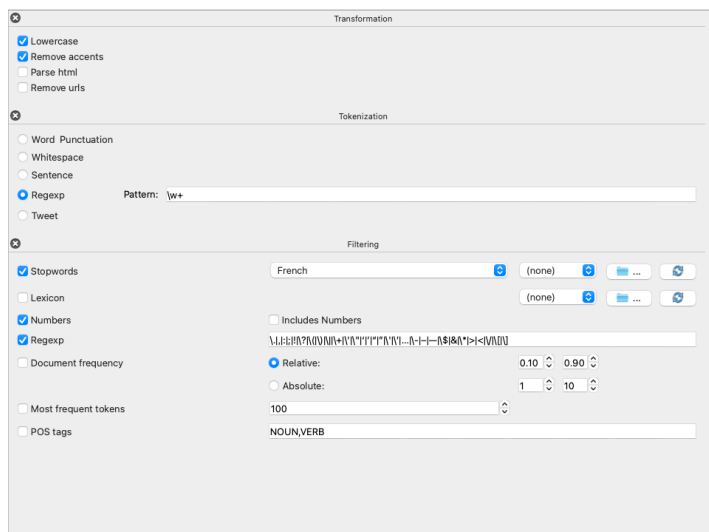 Transformation
Lowercase
Remove accents
Parse html
Remove urls
Tokenization
Word Punctuation
Whitespace
Sentence
Regexp Pattern: \w+
Tweet
Filtering
Stopwords French (none) ...
Lexicon (none) ...
Numbers Includes Numbers
Regexp \.|,|:|;|!|\?|\(|\)|\||\+|\'|\"|'|'|"|"|\'|\'|…|\-|–|—|\$|&|\*|>|<|\/|\[|\]
Document frequency Relative: 0.10 0.90
Absolute: 1 10
Most frequent tokens 100
POS tags NOUN,VERB